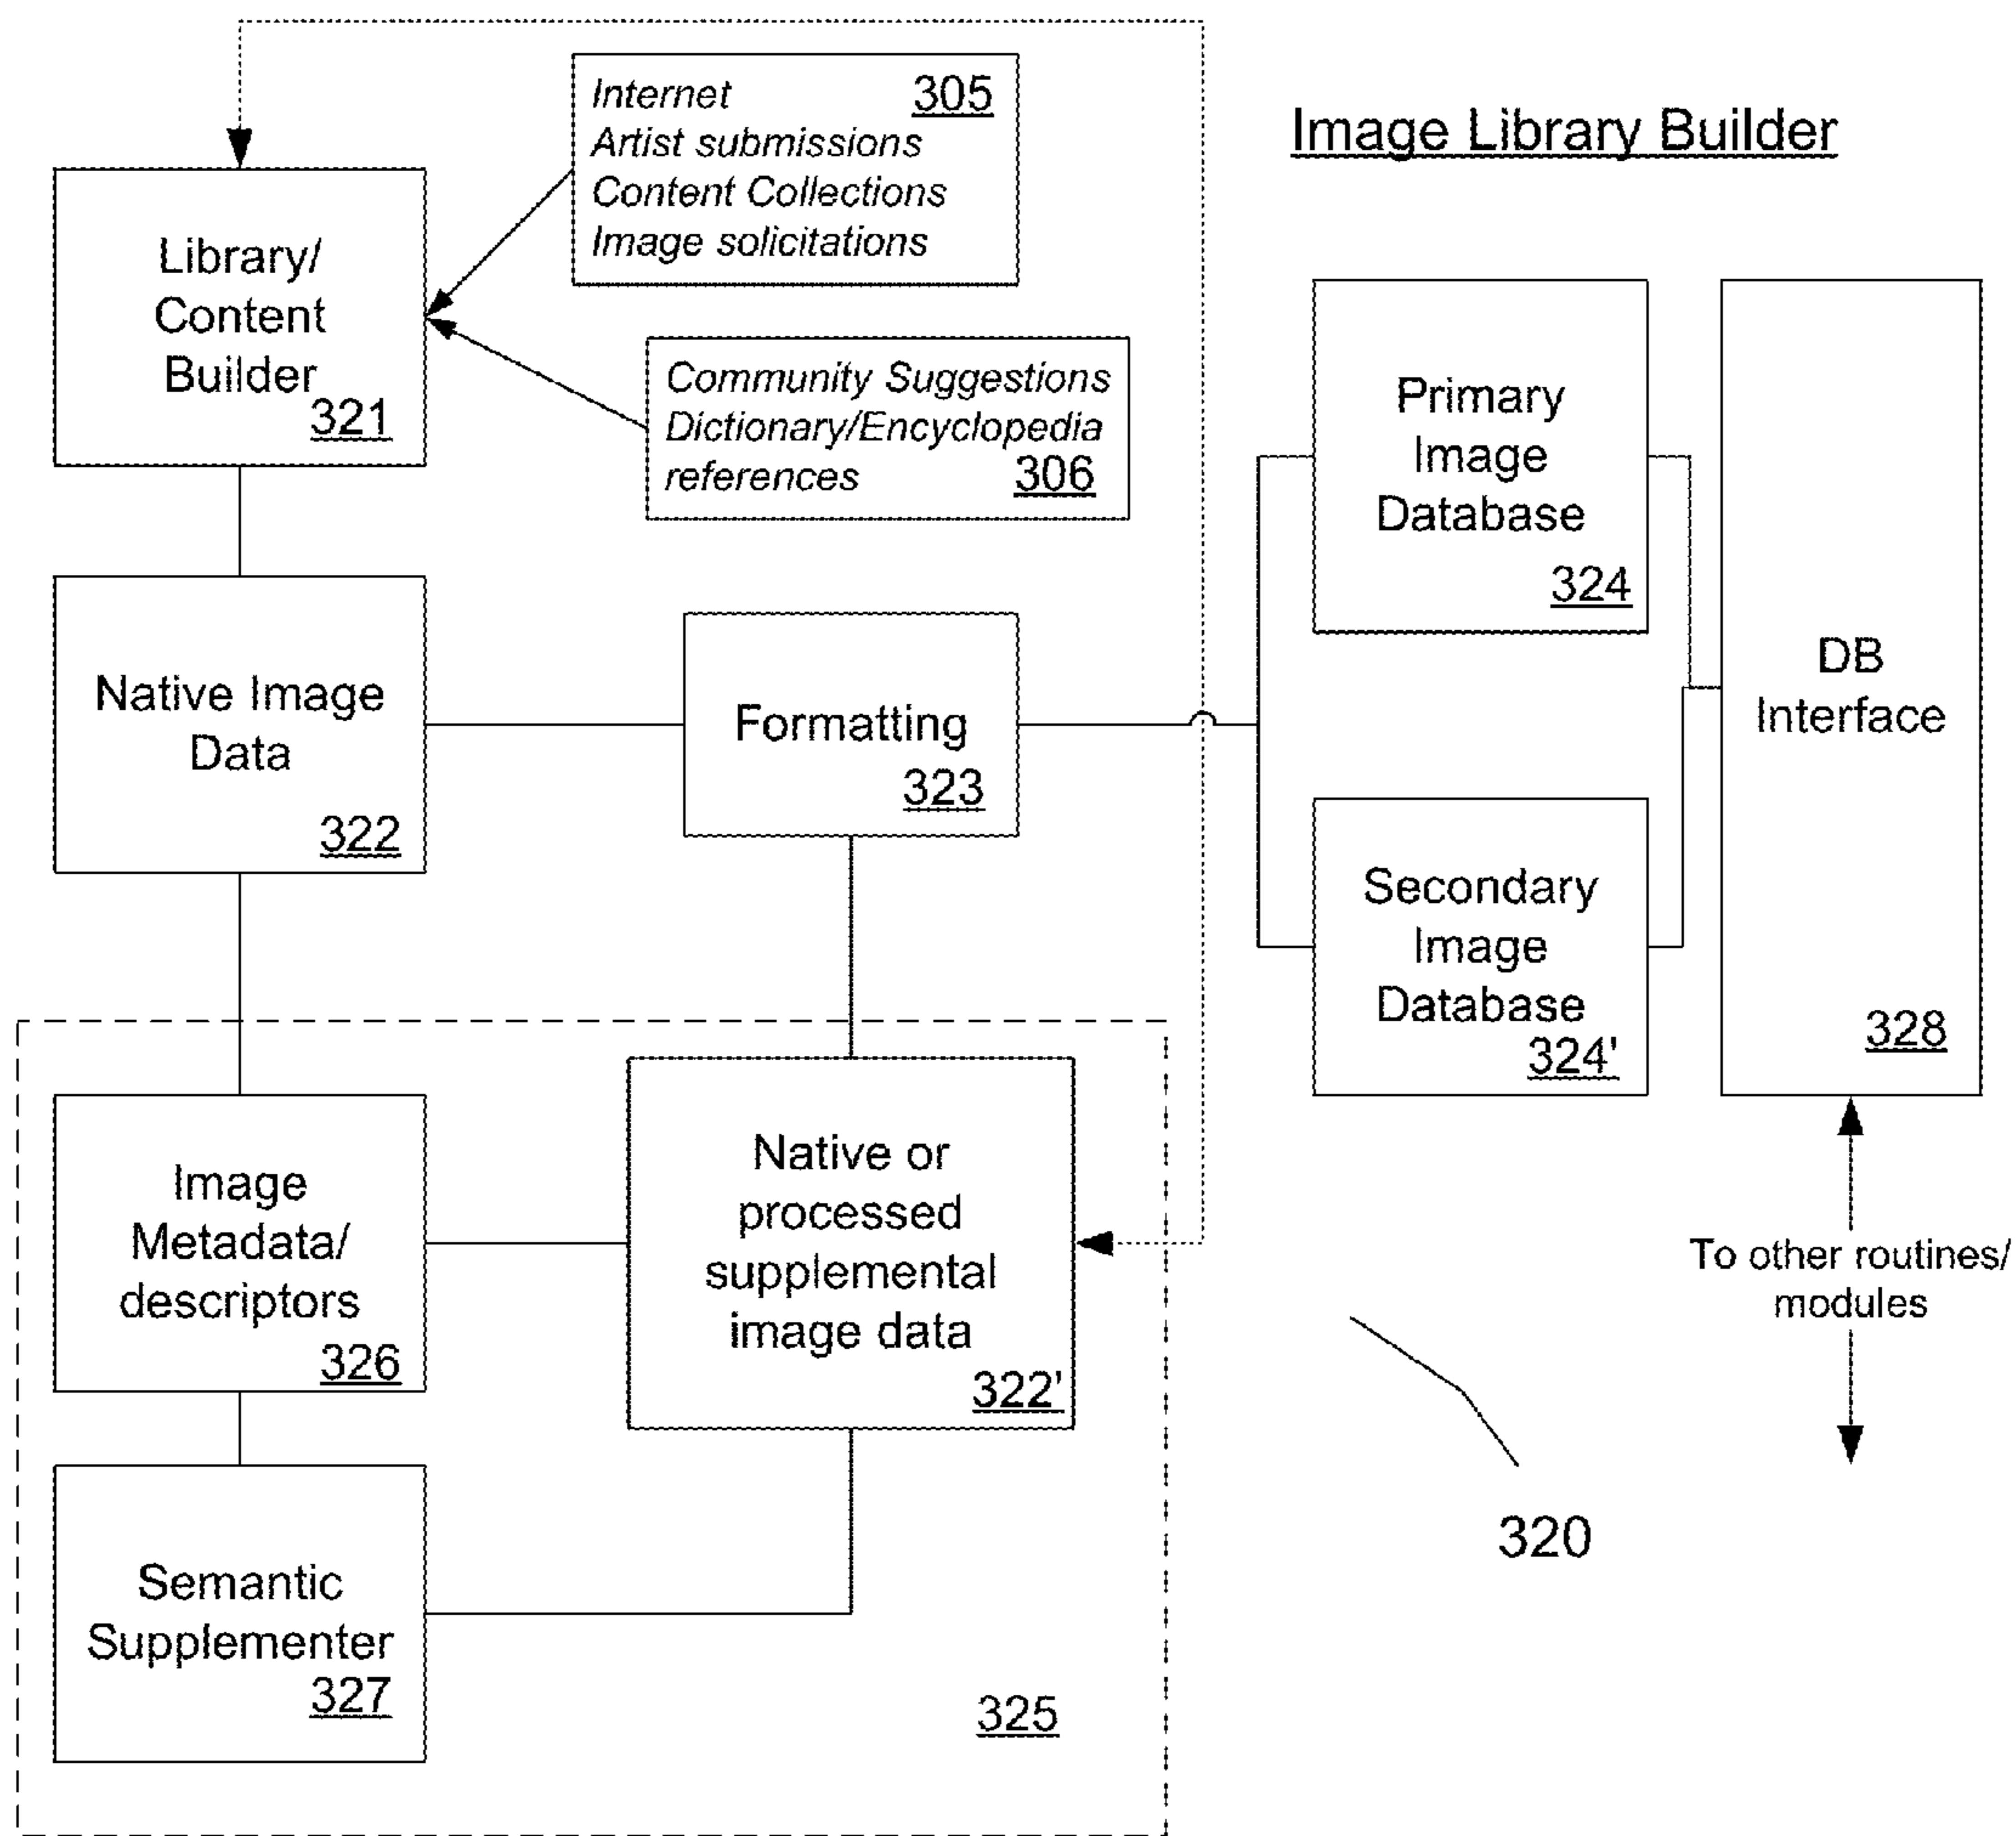 Image Library Builder
Internet 305
Artist submissions
Content Collections
Image solicitations
Library/
Content
Builder
321
Community Suggestions
Dictionary/Encyclopedia
references 306
Primary
Image
Database
324
Native Image
Data
322
Formatting
323
DB
Interface
328
Secondary
Image
Database
324'
Image
Metadata/
descriptors
326
Native or
processed
supplemental
image data
322'
To other routines/
modules
Semantic
Supplementer
327
325
320